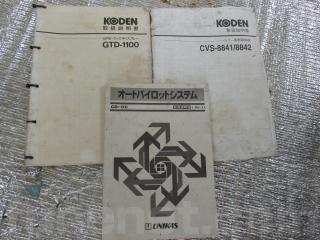 KODEN
取扱説明書
GTD-1100
KODEN
取扱説明書
CVS-8841/8842
オートパイロットシステム
UNIKAS